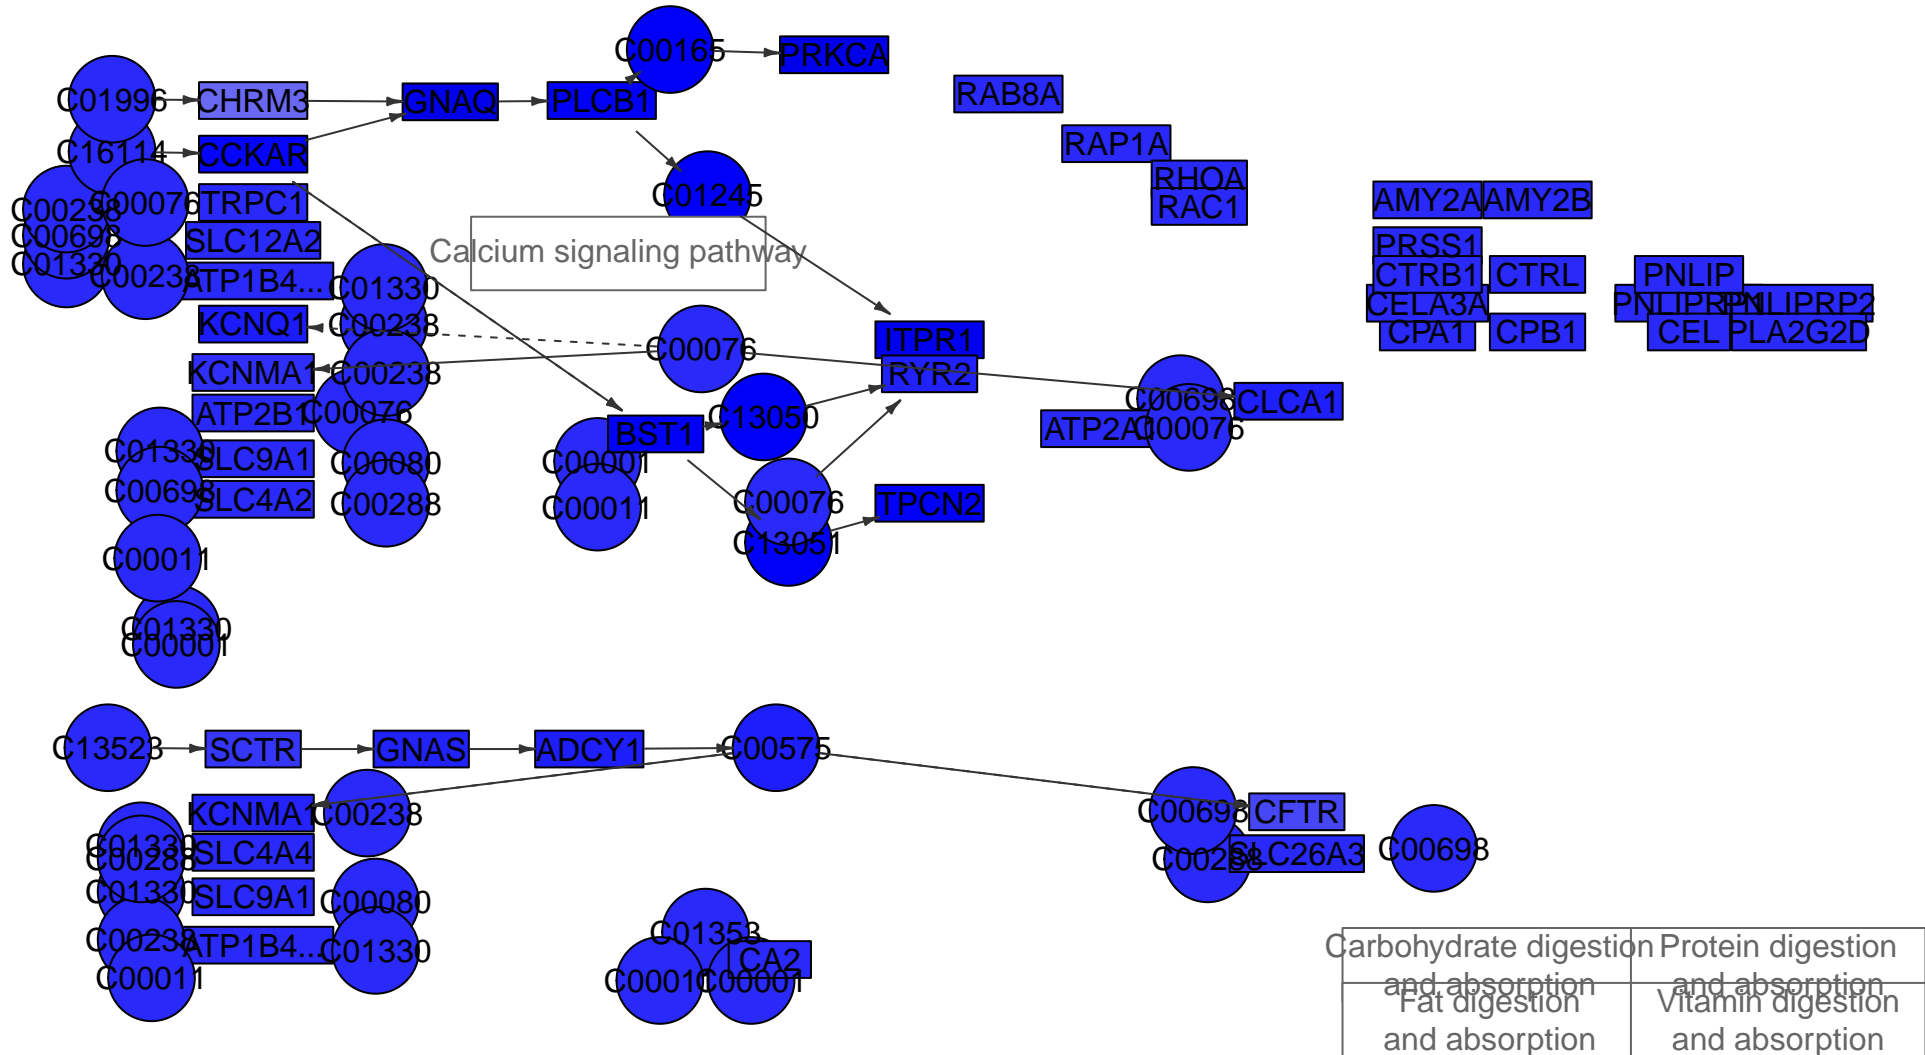 C00165
PRKCA
C01996
CHRM3
GNAQ
PLCB1
RAB8A
C16114
CCKAR
RAP1A
C00238
C00076
TRPC1
C01245
RHOA
RAC1
AMY2A
AMY2B
C00698
SLC12A2
Calcium signaling pathway
PRSS1
C01330
C00238
ATP1B4...
C01330
CTRB1
CTRL
PNLIP
CELA3A
PNLIPRP1
PNLIPRP2
KCNQ1
C00238
CPA1
CPB1
CEL
PLA2G2D
C00076
ITPR1
KCNMA1
C00238
RYR2
ATP2B1
C00076
C13050
C00698
CLCA1
BST1
ATP2A
C00076
C01330
SLC9A1
C00080
C00001
C00698
SLC4A2
C00288
C00011
C00076
TPCN2
C13051
C00011
C01330
C00001
C13523
SCTR
GNAS
ADCY1
C00575
KCNMA1
C00238
C00698
CFTR
C01330
C00288
SLC4A4
C00288
SLC26A3
C00698
C01330
SLC9A1
C00080
C01353
C00238
ATP1B4...
C01330
CA2
C00011
C00011
C00001
Carbohydrate digestion
and absorption
Protein digestion
and absorption
Fat digestion
and absorption
Vitamin digestion
and absorption